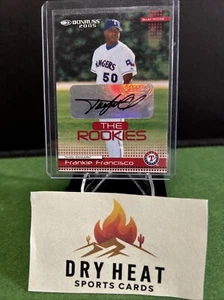 DONRUSS
2005
RANGERS
50
THE
ROOKIES
Frankie Francisco
DRY HEAT
SPORTS CARDS